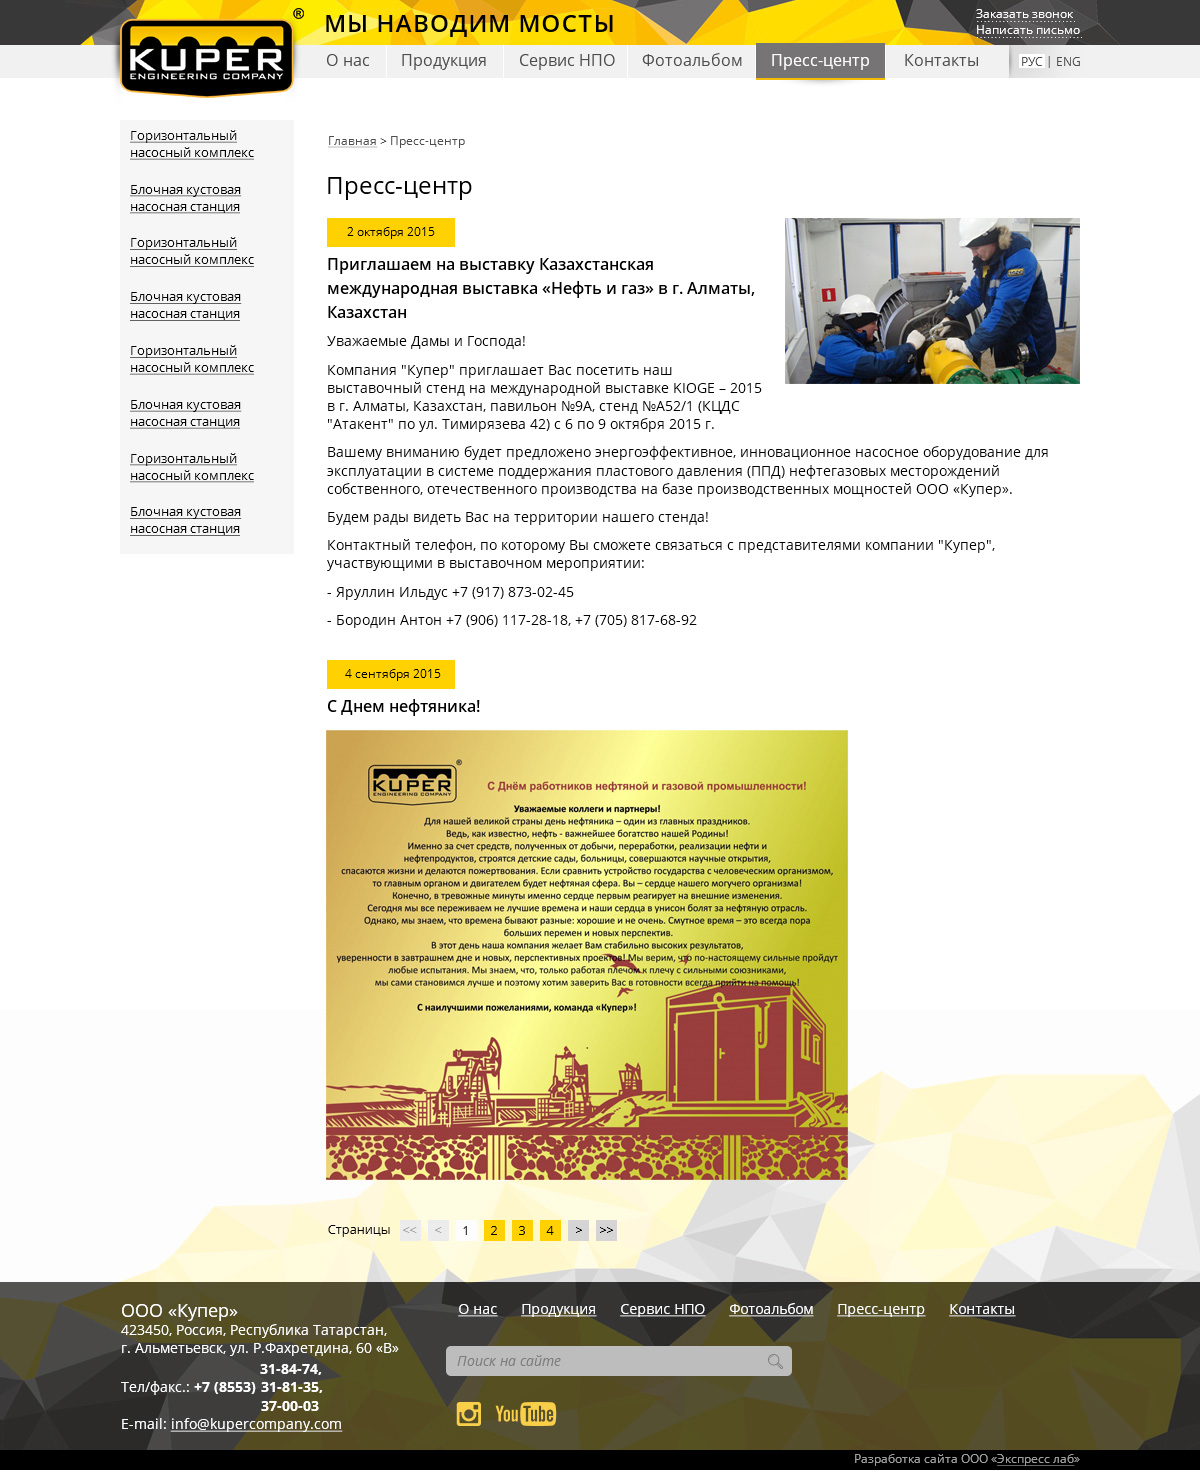 МЫ НАВОДИМ МОСТЫ
Заказать звонок
Написать письмо
KUPER®
ENGINEERING COMPANY
О нас
Продукция
Сервис НПО
Фотоальбом
Пресс-центр
Контакты
РУС | ENG
Горизонтальный
насосный комплекс
Блочная кустовая
насосная станция
Горизонтальный
насосный комплекс
Блочная кустовая
насосная станция
Горизонтальный
насосный комплекс
Блочная кустовая
насосная станция
Горизонтальный
насосный комплекс
Блочная кустовая
насосная станция
Главная > Пресс-центр
Пресс-центр
2 октября 2015
Приглашаем на выставку Казахстанская
международная выставка «Нефть и газ» в г. Алматы,
Казахстан
Уважаемые Дамы и Господа!
Компания "Купер" приглашает Вас посетить наш
выставочный стенд на международной выставке KIOGE – 2015
в г. Алматы, Казахстан, павильон №9А, стенд №А52/1 (КЦДС
"Атакент" по ул. Тимирязева 42) с 6 по 9 октября 2015 г.
Вашему вниманию будет предложено энергоэффективное, инновационное насосное оборудование для
эксплуатации в системе поддержания пластового давления (ППД) нефтегазовых месторождений
собственного, отечественного производства на базе производственных мощностей ООО «Купер».
Будем рады видеть Вас на территории нашего стенда!
Контактный телефон, по которому Вы сможете связаться с представителями компании "Купер",
участвующими в выставочном мероприятии:
- Яруллин Ильдус +7 (917) 873-02-45
- Бородин Антон +7 (906) 117-28-18, +7 (705) 817-68-92
4 сентября 2015
С Днем нефтяника!
KUPER®
ENGINEERING COMPANY
С Днём работников нефтяной и газовой промышленности!
Уважаемые коллеги и партнеры!
Для нашей великой страны день нефтяника – один из главных праздников.
Ведь, как известно, нефть - важнейшее богатство нашей Родины!
Именно за счет средств, полученных от добычи, переработки, реализации нефти и
нефтепродуктов, строятся детские сады, больницы, совершаются научные открытия,
спасаются жизни и делаются пожертвования. Если сравнить устройство государства с человеческим организмом,
то главным органом и двигателем будет нефтяная сфера. Вы – сердце нашего могучего организма!
Конечно, в тревожные минуты именно сердце первым реагирует на внешние изменения.
Сегодня мы все переживаем не лучшие времена и наши сердца в унисон болят за нефтяную отрасль.
Однако, мы знаем, что времена бывают разные: хорошие и не очень. Смутное время – это всегда пора
больших перемен и новых перспектив.
В этот день наша компания желает Вам стабильно высоких результатов,
уверенности в завтрашнем дне и новых, перспективных проектов! Мы верим, что по-настоящему сильные пройдут
любые испытания. Мы знаем, что, только работая плечом к плечу с сильными союзниками,
мы сами становимся лучше и поэтому хотим заверить Вас в готовности всегда прийти на помощь!
С наилучшими пожеланиями, команда «Купер»!
Страницы << < 1 2 3 4 > >>
ООО «Купер»
423450, Россия, Республика Татарстан,
г. Альметьевск, ул. Р.Фахретдина, 60 «В»
31-84-74,
Тел/факс.: +7 (8553) 31-81-35,
37-00-03
E-mail: info@kupercompany.com
О нас
Продукция
Сервис НПО
Фотоальбом
Пресс-центр
Контакты
Поиск на сайте
YouTube
Разработка сайта ООО «Экспресс лаб»